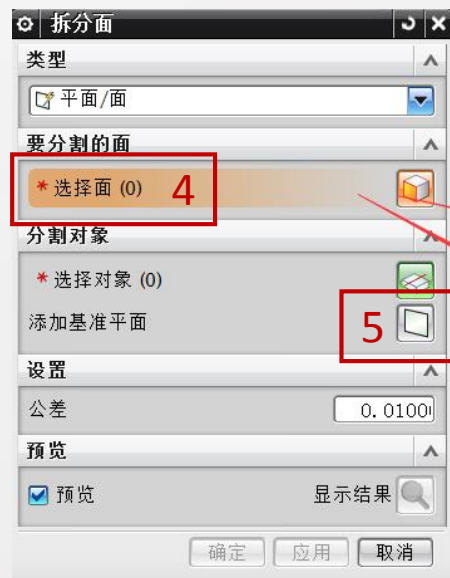 拆分面
类型
平面/面
要分割的面
* 选择面 (0) 4
分割对象
* 选择对象 (0)
添加基准平面 5
设置
公差 0.0100
预览
预览 显示结果
确定 应用 取消